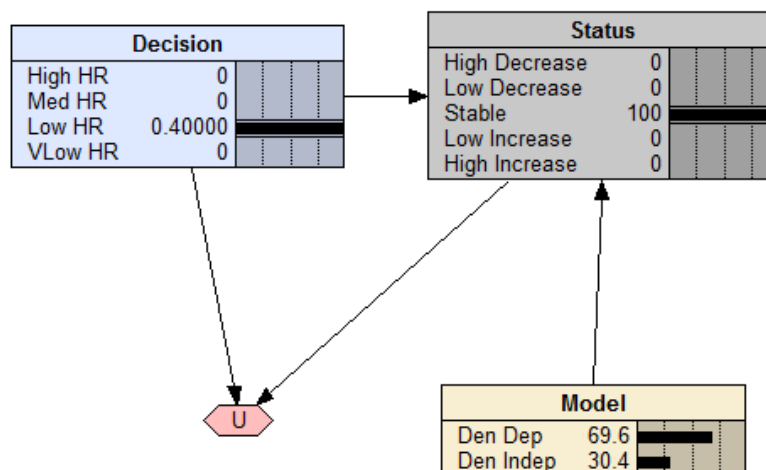 Decision
High HR 0
Med HR 0
Low HR 0.40000
VLow HR 0
Status
High Decrease 0
Low Decrease 0
Stable 100
Low Increase 0
High Increase 0
U
Model
Den Dep 69.6
Den Indep 30.4